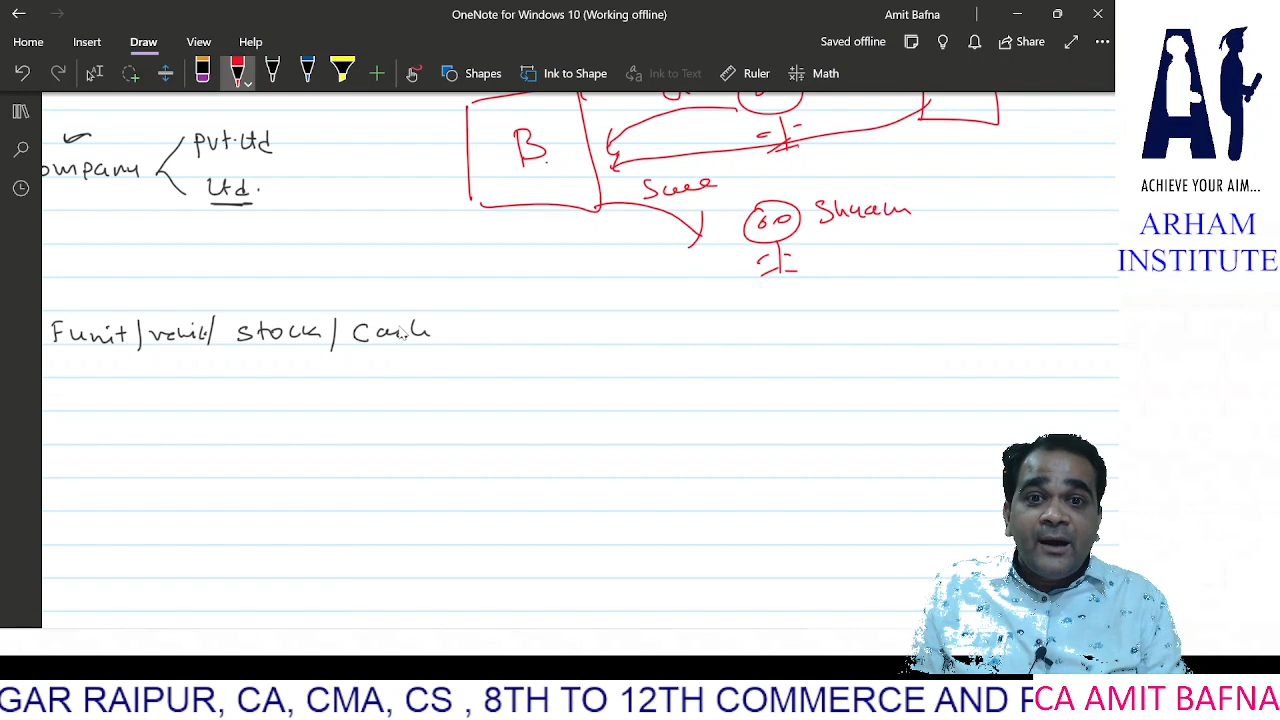 OneNote for Windows 10 (Working offline)
Amit Bafna
Home Insert Draw View Help
Saved offline
Share
Shapes
Ink to Shape
Ink to Text
Ruler
Math
pvt.Ltd
ompany
Ltd.
B.
Shyam
Funit/vehil/ stock/ Cash
ACHIEVE YOUR AIM...
ARHAM
INSTITUTE
GAR RAIPUR, CA, CMA, CS , 8TH TO 12TH COMMERCE AND F
CA AMIT BAFNA